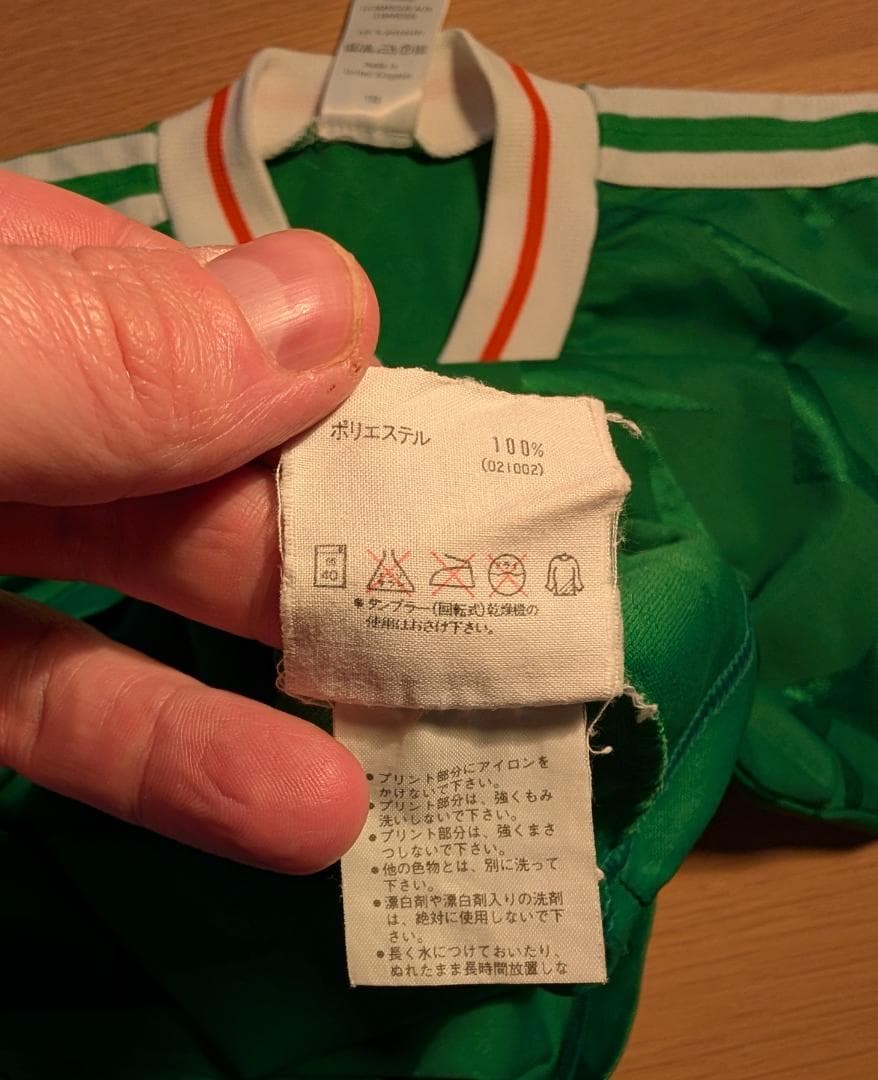 Made in
United Kingdom
ポリエステル 100%
(021002)
40
ドライ
※タンブラー(回転式)乾燥機の
使用はおさけ下さい。
●プリント部分にアイロンを
かけないで下さい。
●プリント部分は、強くもみ
洗いしないで下さい。
●プリント部分は、強くまさ
つしないで下さい。
●他の色物とは、別に洗って
下さい。
●漂白剤や漂白剤入りの洗剤
は、絶対に使用しないで下
さい。
●長く水につけておいたり、
ぬれたまま長時間放置しな